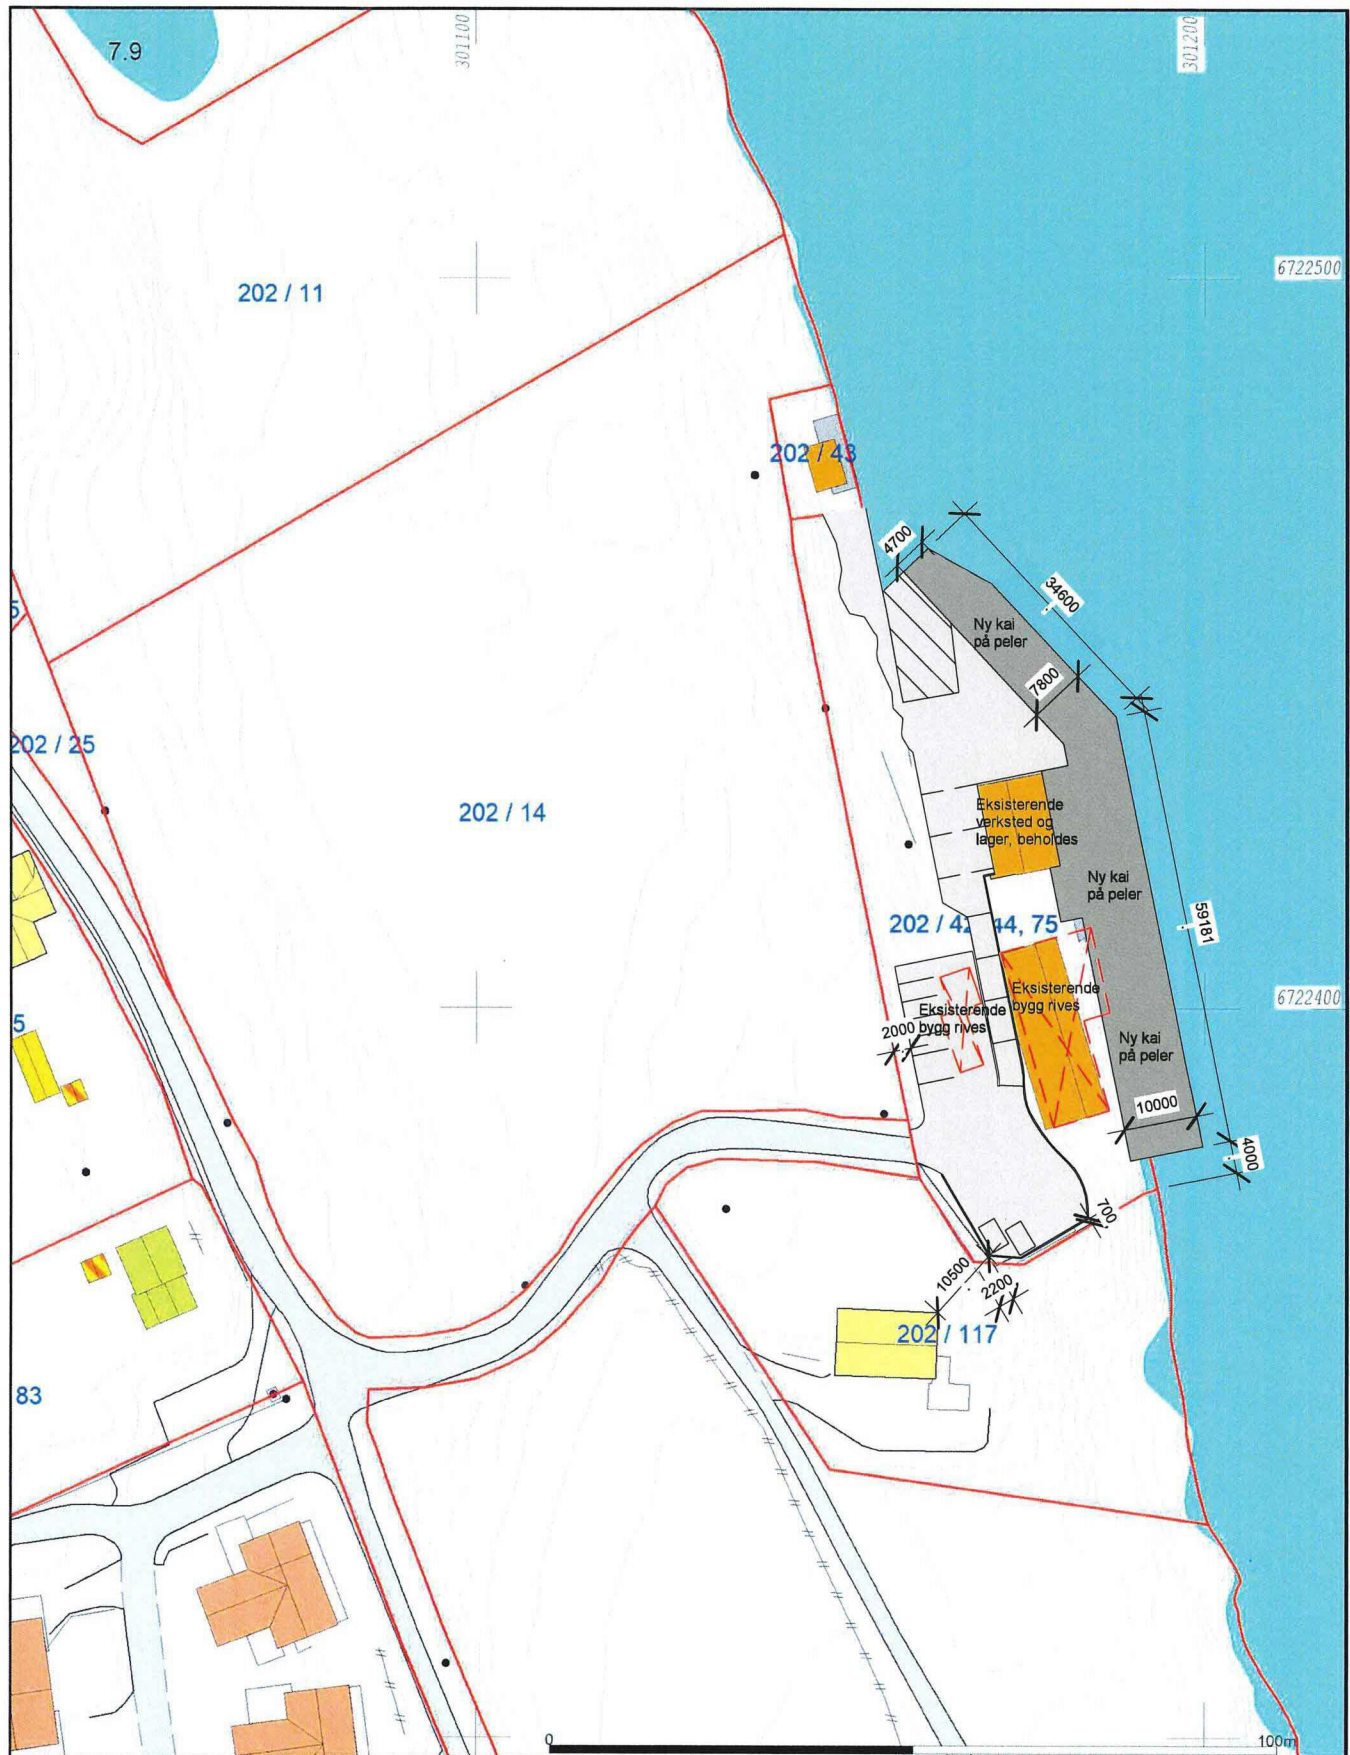 7.9
301100
301200
6722500
202 / 11
202 / 43
4700
34600
Ny kai
på peler
7800
5
202 / 25
202 / 14
Eksisterende
verksted og
lager, beholdes
Ny kai
på peler
202 / 42, 44, 75
59181
6722400
Eksisterende
bygg rives
Eksisterende
bygg rives
5
2000
Ny kai
på peler
10000
4000
700
10500
2200
202 / 117
83
0
100m